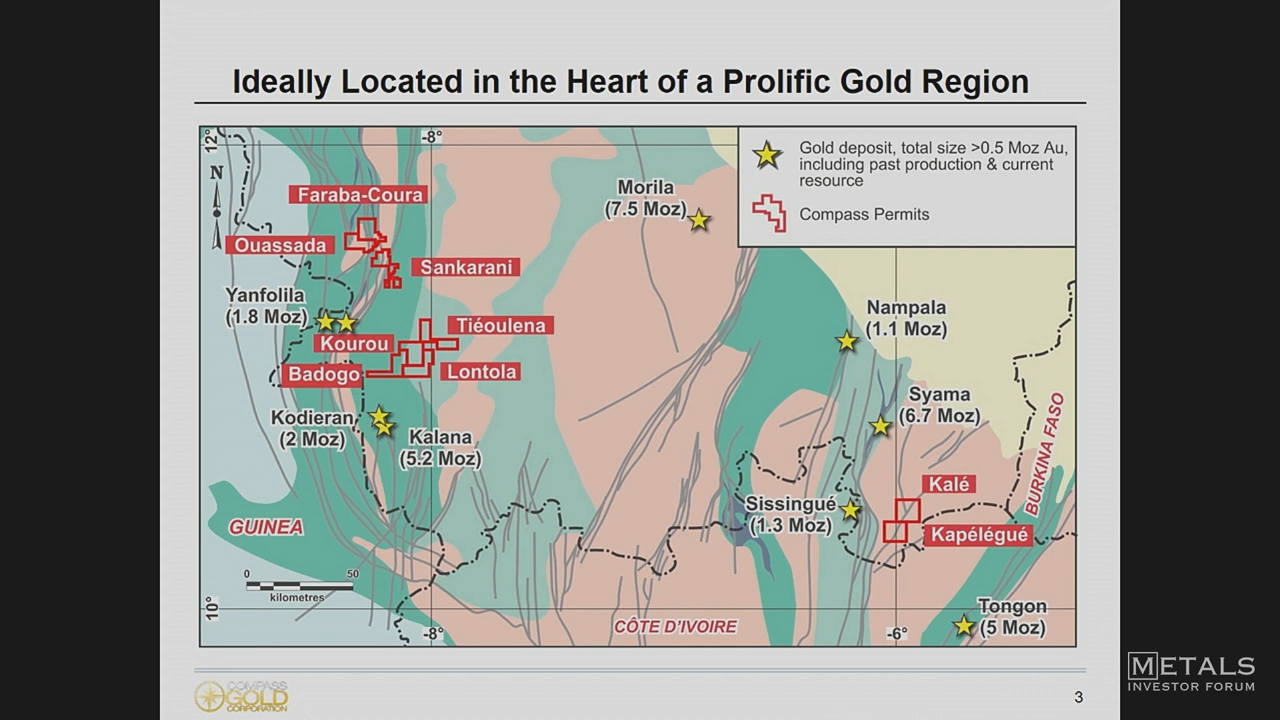 Ideally Located in the Heart of a Prolific Gold Region
12°
-8°
N
Gold deposit, total size >0.5 Moz Au,
including past production & current
resource
Compass Permits
Morila
(7.5 Moz)
Faraba-Coura
Ouassada
Sankarani
Yanfolila
(1.8 Moz)
Tiéoulena
Kourou
Badogo
Lontola
Nampala
(1.1 Moz)
Syama
(6.7 Moz)
Kodieran
(2 Moz)
Kalana
(5.2 Moz)
BURKINA FASO
Kalé
Sissingué
(1.3 Moz)
Kapélégué
GUINEA
0 50
kilometres
10°
-8°
CÔTE D'IVOIRE
-6°
Tongon
(5 Moz)
COMPASS
GOLD
CORPORATION
3
METALS
INVESTOR FORUM